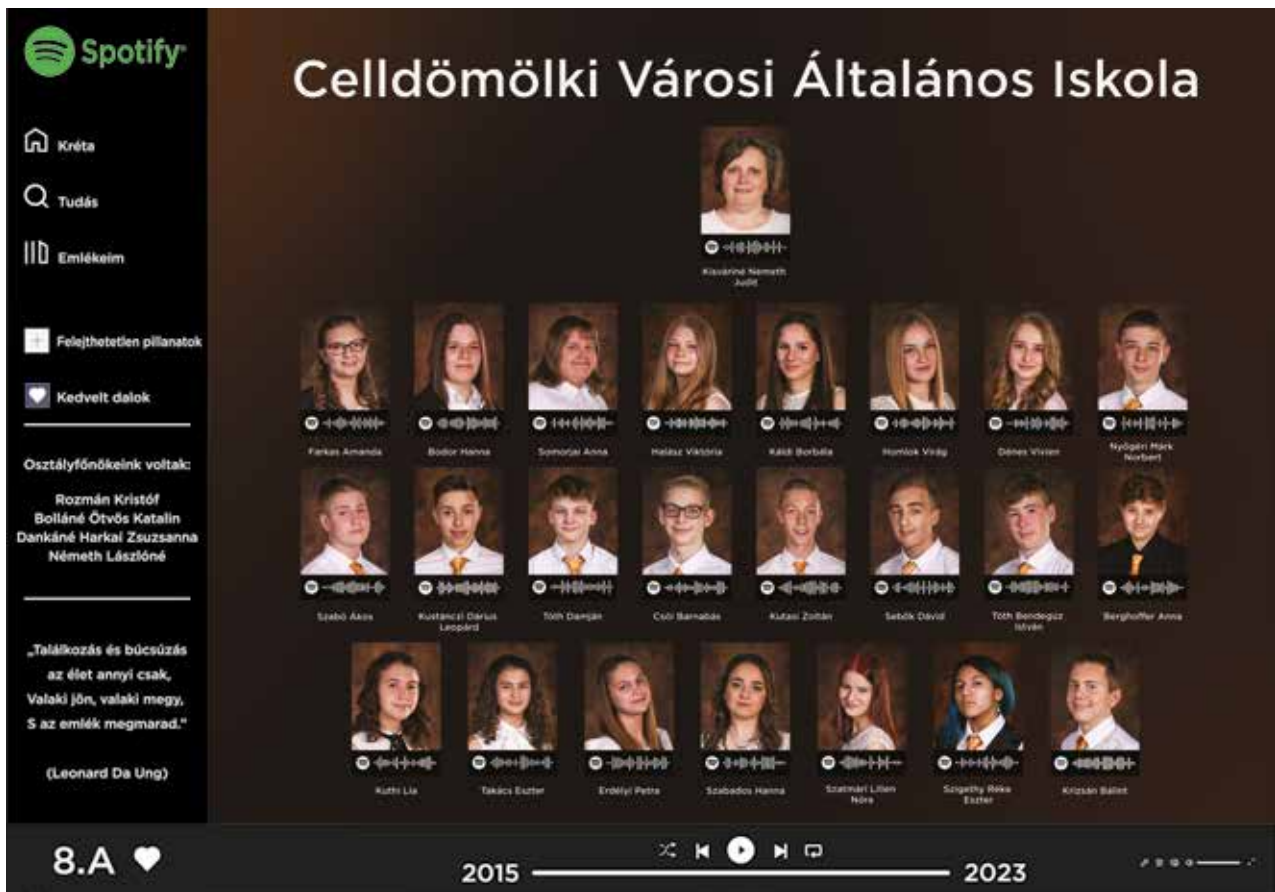 Spotify
Celldömölki Városi Általános Iskola
Kréta
Tudás
Emlékeim
Felejthetetlen pillanatok
Kedvelt dalok
Osztályfőnökeink voltak:
Rozmán Kristóf
Bolláné Ötvös Katalin
Dankáné Harkai Zsuzsanna
Németh Lászlóné
„Találkozás és búcsúzás
az élet annyi csak,
Valaki jön, valaki megy,
S az emlék megmarad."
(Leonard Da Ung)
Kisváriné Németh
Judit
Farkas Amanda
Bodor Hanna
Somorjai Anna
Halász Viktória
Káldi Borbála
Homlok Virág
Dénes Vivien
Nyőgéri Márk
Norbert
Szabó Ákos
Kustánczi Dárius
Leopárd
Tóth Damján
Csói Barnabás
Kutasi Zoltán
Sebők Dávid
Tóth Bendegúz
István
Berghoffer Anna
Kuthi Lia
Takács Eszter
Erdélyi Petra
Szabados Hanna
Szatmári Lilien
Nóra
Szigethy Réka
Eszter
Krizsán Bálint
8.A
2015
2023